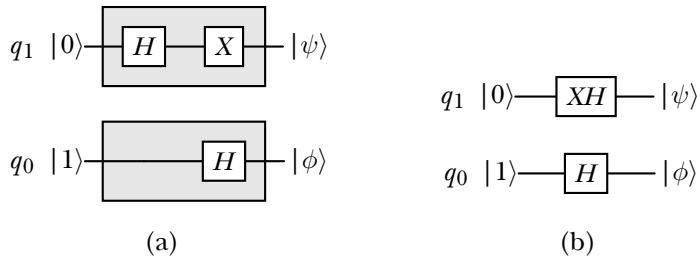 q₁ |0⟩ H X |ψ⟩
q₀ |1⟩ H |ϕ⟩
(a)
q₁ |0⟩ XH |ψ⟩
q₀ |1⟩ H |ϕ⟩
(b)